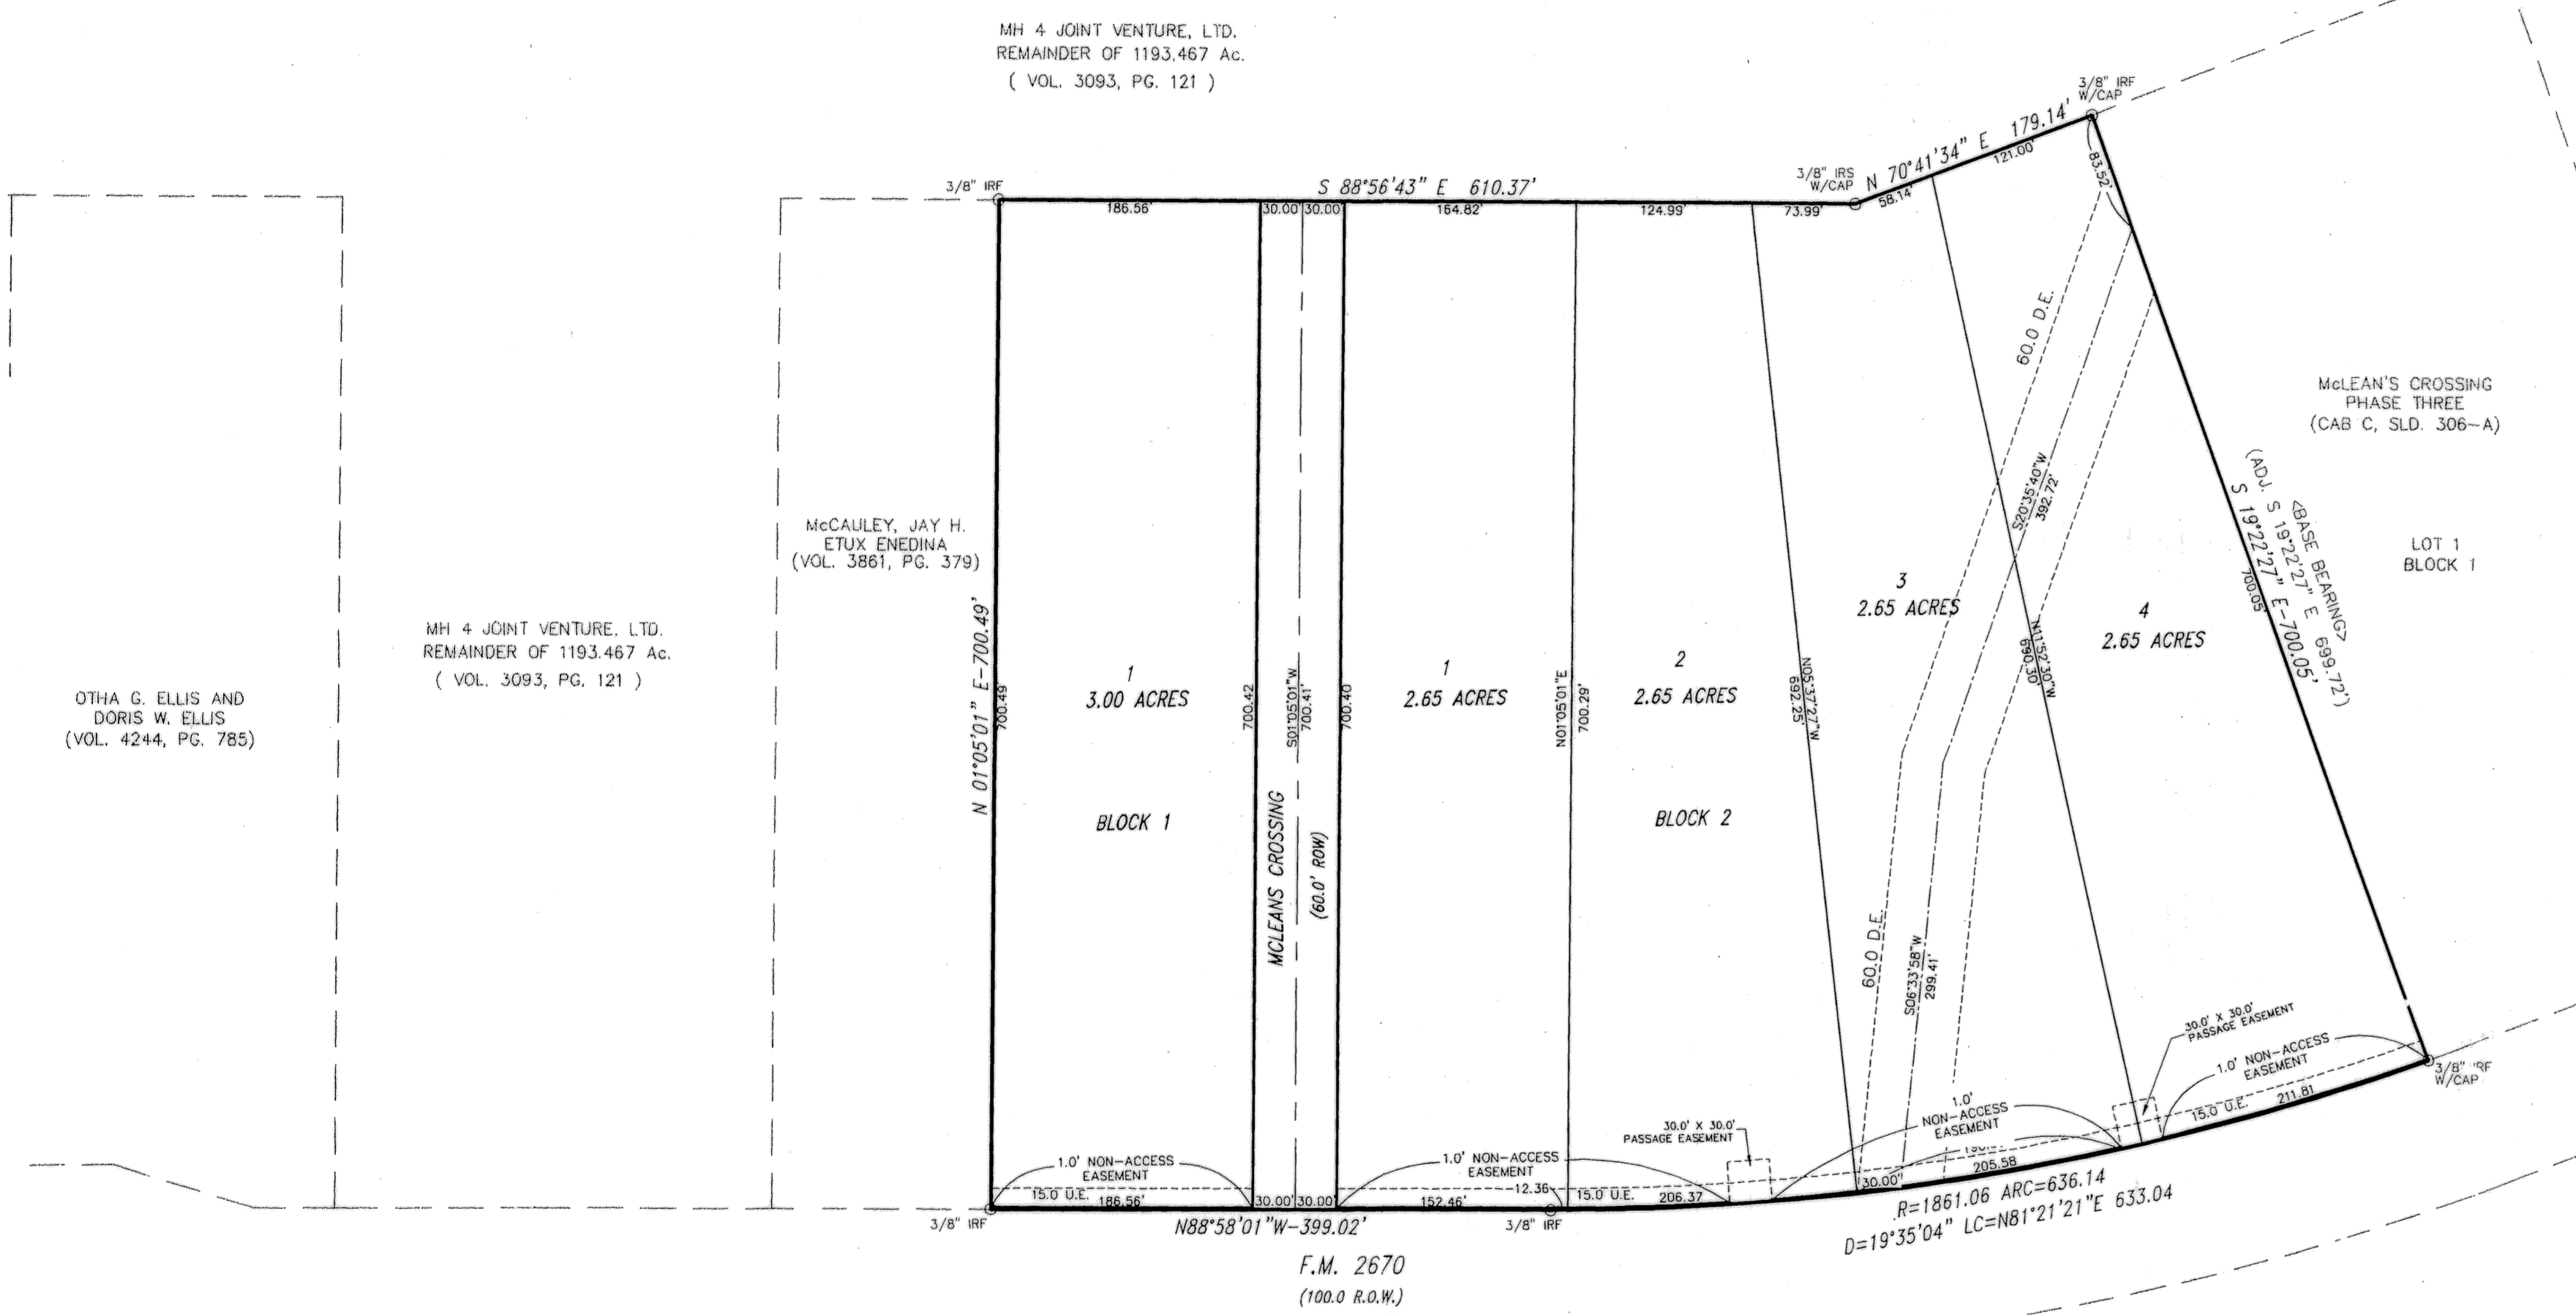 MH 4 JOINT VENTURE, LTD.
REMAINDER OF 1193.467 Ac.
( VOL. 3093, PG. 121 )
3/8" IRF
W/CAP
N 70°41'34" E 179.14'
121.00'
58.14'
83.52'
3/8" IRS
W/CAP
3/8" IRF
S 88°56'43" E 610.37'
186.56'
30.00'
30.00'
164.82'
124.99'
73.99'
60.0 D.E.
McLEAN'S CROSSING
PHASE THREE
(CAB C, SLD. 306-A)
LOT 1
BLOCK 1
<BASE BEARING>
(ADJ. S 19°22'27" E 699.72')
S 19°22'27" E-700.05'
700.05'
S20°35'40"W
392.72'
McCAULEY, JAY H.
ETUX ENEDINA
(VOL. 3861, PG. 379)
MH 4 JOINT VENTURE, LTD.
REMAINDER OF 1193.467 Ac.
( VOL. 3093, PG. 121 )
OTHA G. ELLIS AND
DORIS W. ELLIS
(VOL. 4244, PG. 785)
N 01°05'01" E-700.49'
700.49'
1
3.00 ACRES
BLOCK 1
700.42
S01°05'01"W
700.41'
700.40
MCLEANS CROSSING
(60.0' ROW)
1
2.65 ACRES
N01°05'01"E
700.29'
2
2.65 ACRES
BLOCK 2
N05°37'27"W
692.25'
3
2.65 ACRES
N11°52'30"W
690.30'
4
2.65 ACRES
60.0 D.E.
S06°33'58"W
299.41'
30.0' X 30.0'
PASSAGE EASEMENT
1.0' NON-ACCESS
EASEMENT
3/8" IRF
W/CAP
15.0 U.E.
211.81
1.0'
NON-ACCESS
EASEMENT
205.58
30.00'
30.0' X 30.0'
PASSAGE EASEMENT
1.0' NON-ACCESS
EASEMENT
1.0' NON-ACCESS
EASEMENT
15.0 U.E.
186.56'
30.00'
30.00'
152.46'
12.36
15.0 U.E.
206.37
3/8" IRF
N88°58'01"W-399.02'
3/8" IRF
R=1861.06 ARC=636.14
D=19°35'04" LC=N81°21'21"E 633.04
F.M. 2670
(100.0 R.O.W.)